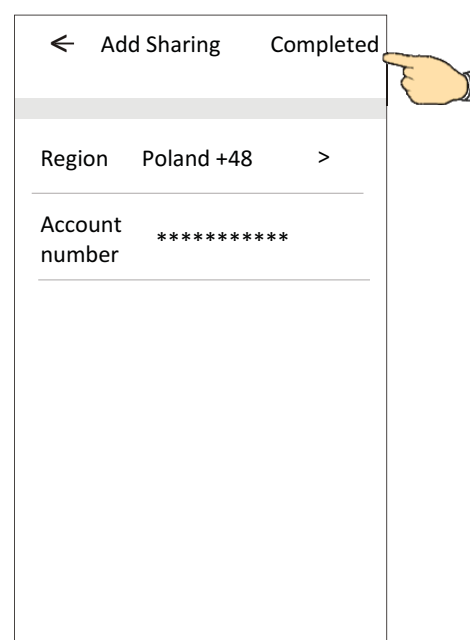 ← Add Sharing Completed
Region Poland +48 >
Account
number ***********